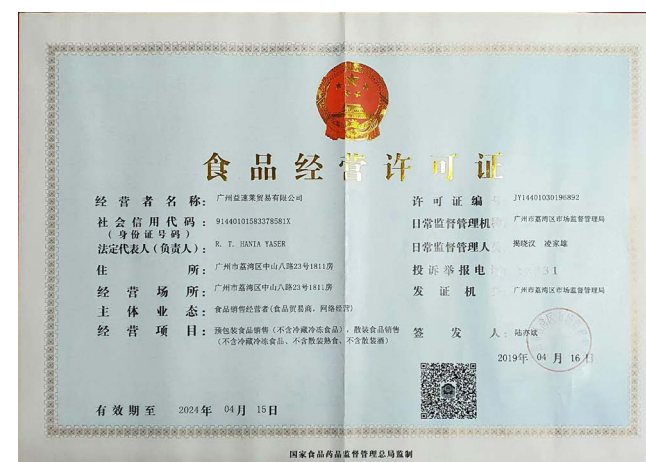 食品经营许可证
经营者名称: 广州益蓬莱贸易有限公司
社会信用代码: 91440101583378581X
(身份证号码)
法定代表人(负责人): R. T. HANIA YASER
住所: 广州市荔湾区中山八路23号1811房
经营场所: 广州市荔湾区中山八路23号1811房
主体业态: 食品销售经营者(食品贸易商，网络经营)
经营项目: 预包装食品销售（不含冷藏冷冻食品），散装食品销售
（不含冷藏冷冻食品、不含散装熟食、不含散装酒）
有效期至 2024年 04月 15日
许可证编号 JY14401030196892
日常监督管理机构: 广州市荔湾区市场监督管理局
日常监督管理人员 揭晓汉 凌家雄
投诉举报电
发证机 广州市荔湾区市场监督管理局
签发人: 陆亦斌
2019年 04月 16日
国家食品药品监督管理总局监制